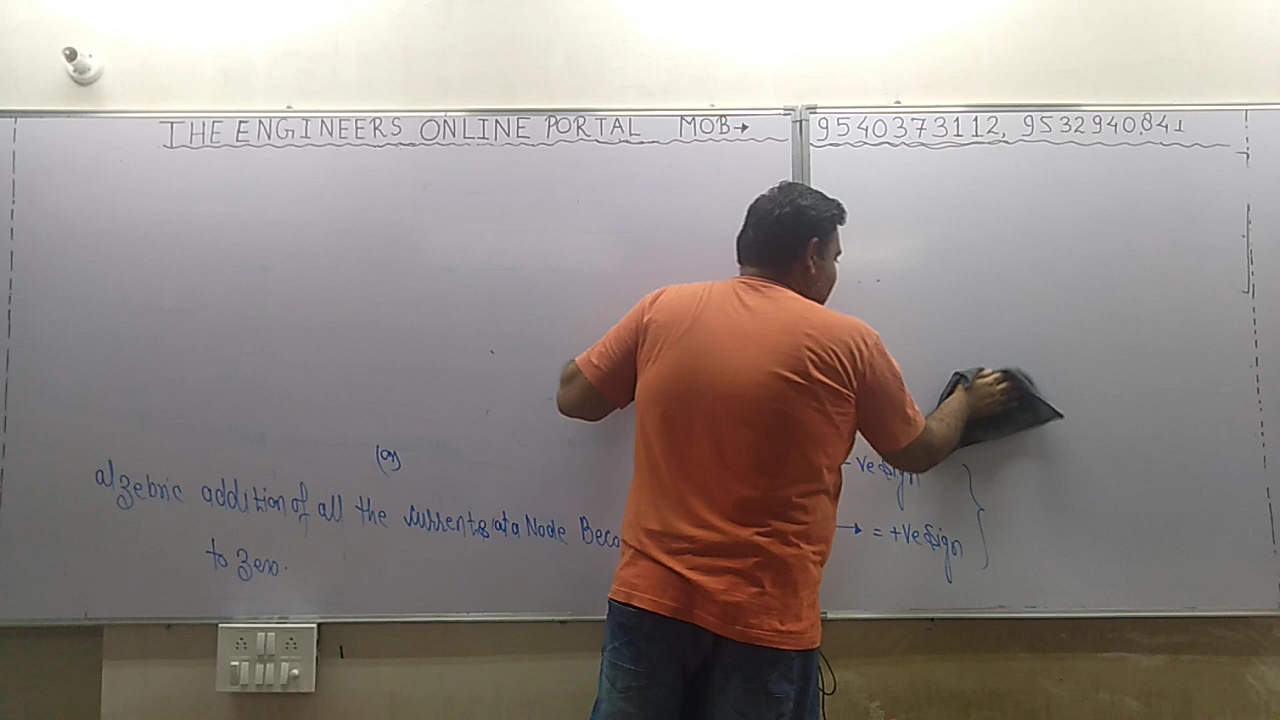 THE ENGINEERS ONLINE PORTAL MOB→ 9540373112, 9532940841
(or)
algebric addition of all the currents at a Node Beco
to zero.
- Ve Sign
→ = +Ve Sign